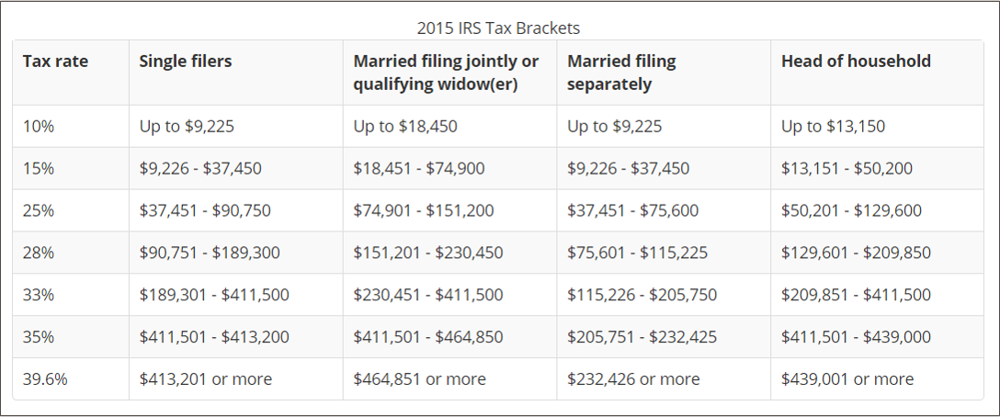 2015 IRS Tax Brackets
Tax rate Single filers Married filing jointly or qualifying widow(er) Married filing separately Head of household
10% Up to $9,225 Up to $18,450 Up to $9,225 Up to $13,150
15% $9,226 - $37,450 $18,451 - $74,900 $9,226 - $37,450 $13,151 - $50,200
25% $37,451 - $90,750 $74,901 - $151,200 $37,451 - $75,600 $50,201 - $129,600
28% $90,751 - $189,300 $151,201 - $230,450 $75,601 - $115,225 $129,601 - $209,850
33% $189,301 - $411,500 $230,451 - $411,500 $115,226 - $205,750 $209,851 - $411,500
35% $411,501 - $413,200 $411,501 - $464,850 $205,751 - $232,425 $411,501 - $439,000
39.6% $413,201 or more $464,851 or more $232,426 or more $439,001 or more